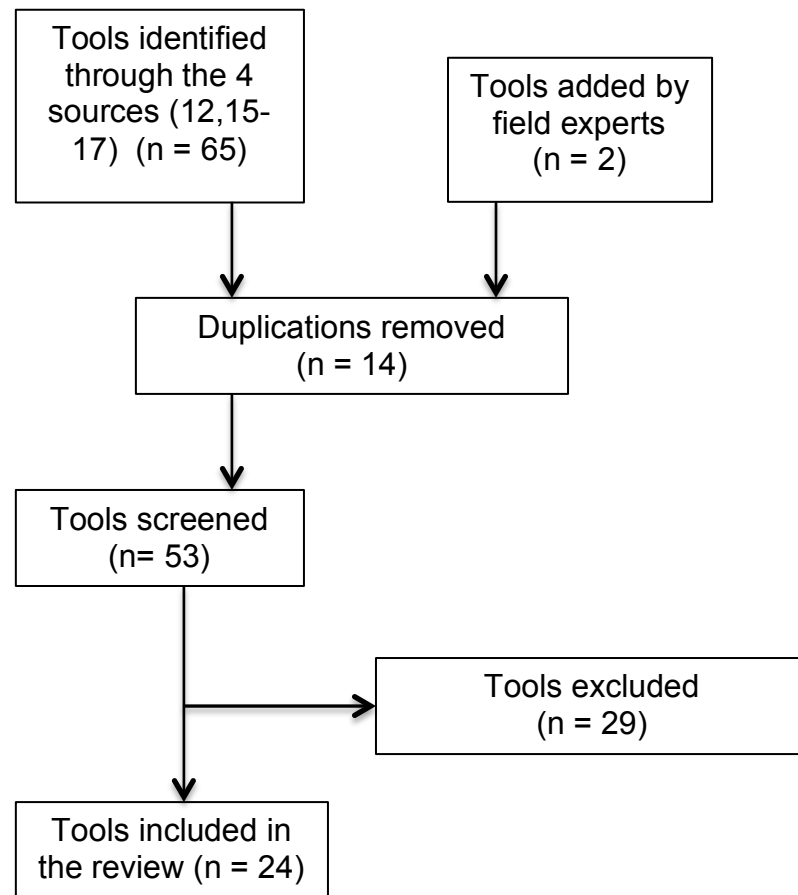 Tools identified
through the 4
sources (12,15-
17) (n = 65)
Tools added by
field experts
(n = 2)
Duplications removed
(n = 14)
Tools screened
(n= 53)
Tools excluded
(n = 29)
Tools included in
the review (n = 24)